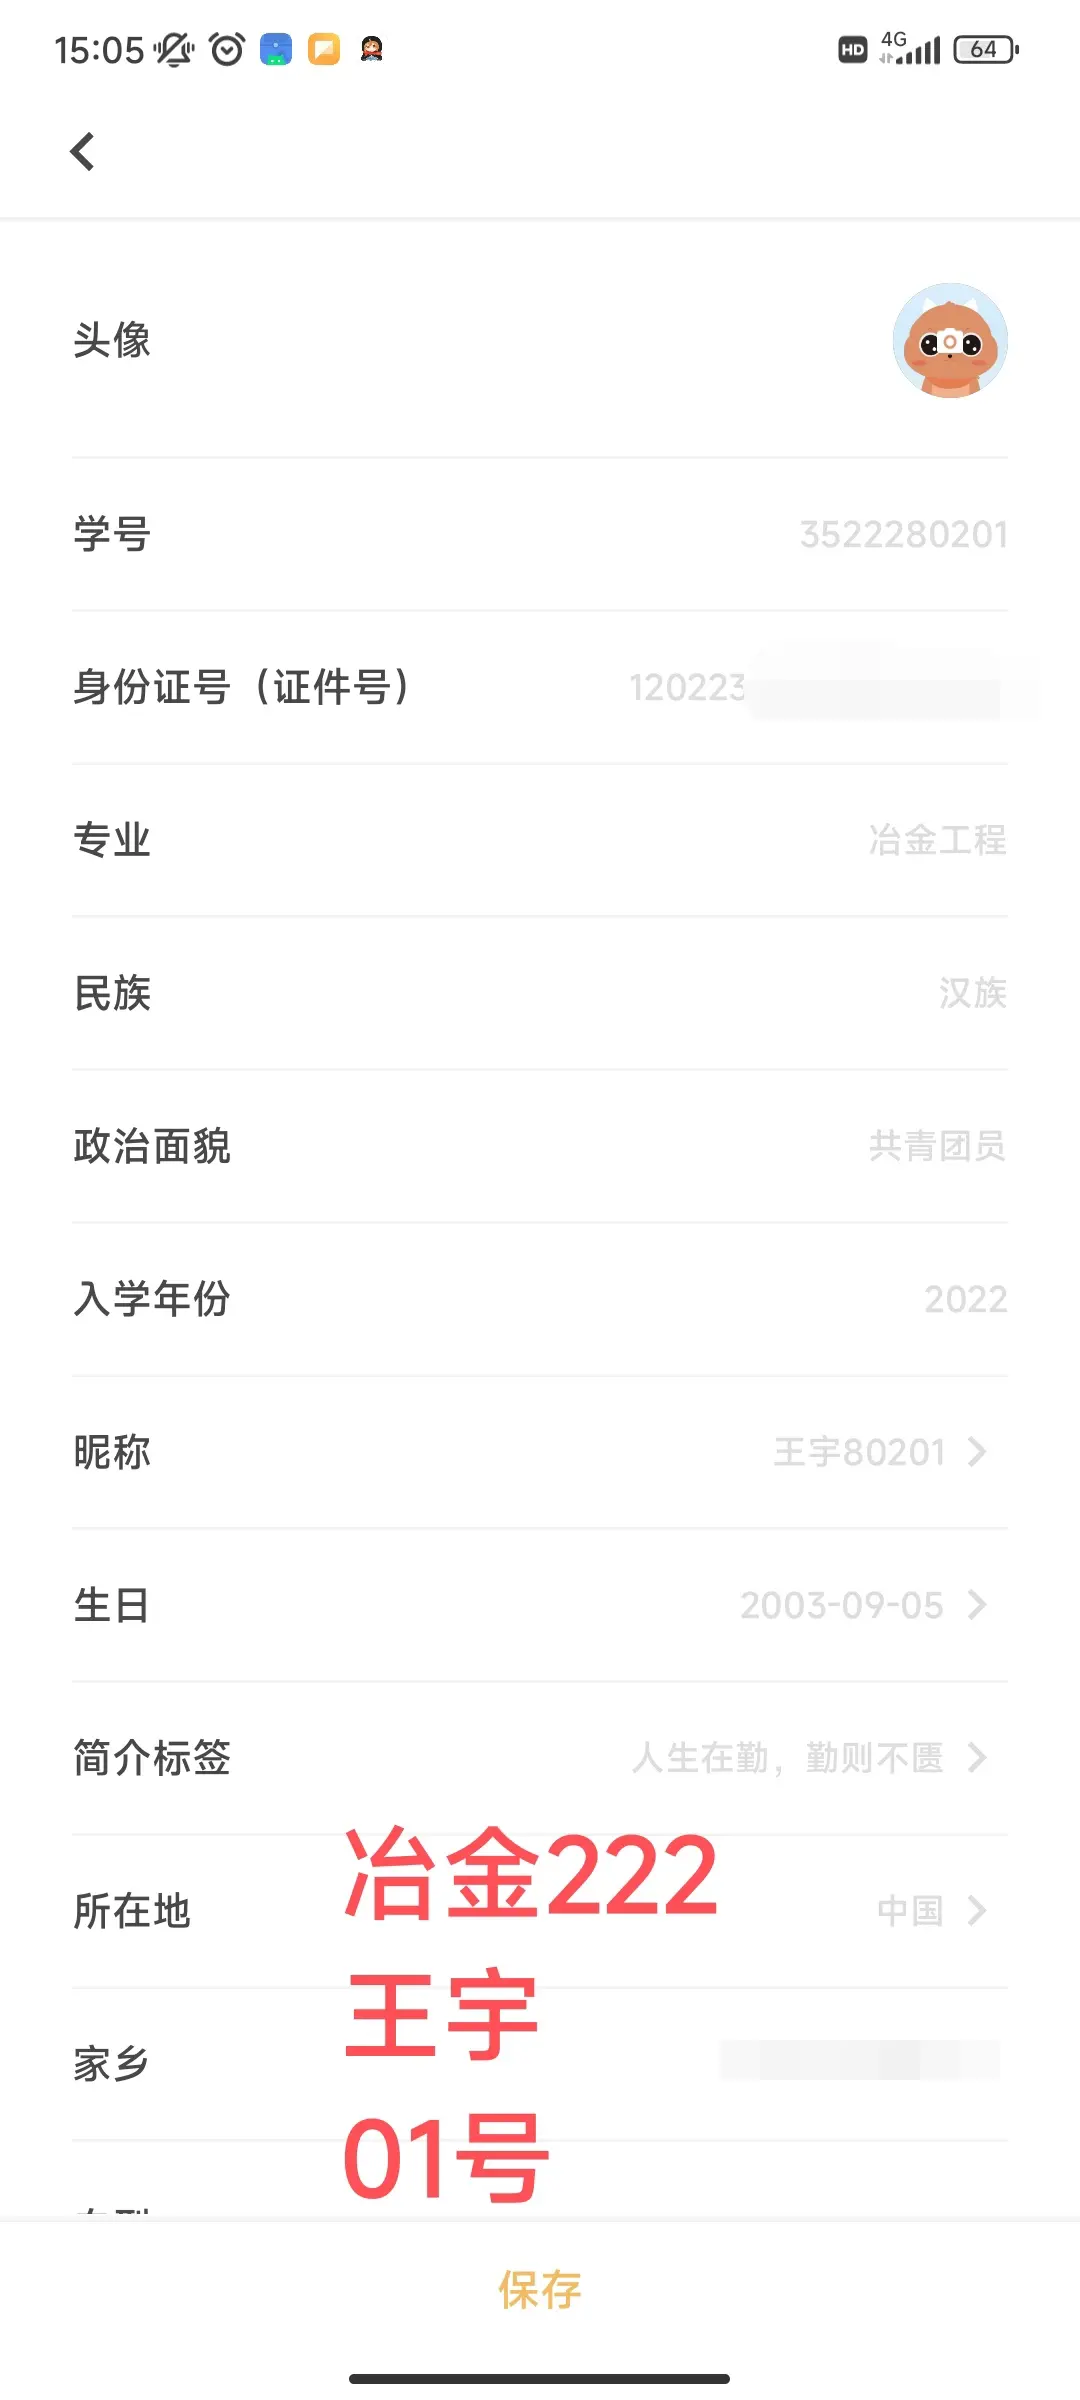 15:05
HD 4G 64
头像
学号 3522280201
身份证号（证件号） 120223
专业 冶金工程
民族 汉族
政治面貌 共青团员
入学年份 2022
昵称 王宇80201
生日 2003-09-05
简介标签 人生在勤，勤则不匮
冶金222
所在地 中国
王宇
家乡
01号
保存